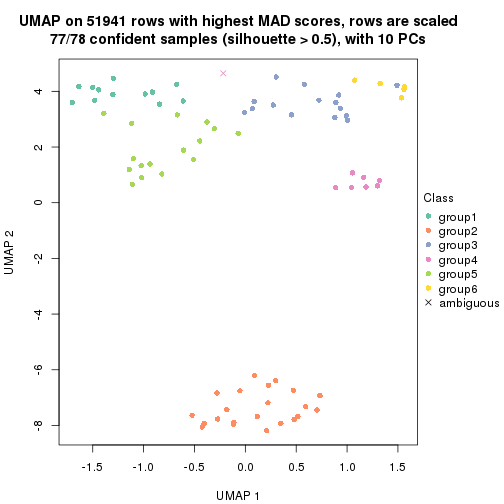 UMAP on 51941 rows with highest MAD scores, rows are scaled
77/78 confident samples (silhouette > 0.5), with 10 PCs
4
2
0
-2
-4
-6
-8
UMAP 2
-1.5 -1.0 -0.5 0.0 0.5 1.0 1.5
UMAP 1
Class
group1
group2
group3
group4
group5
group6
ambiguous